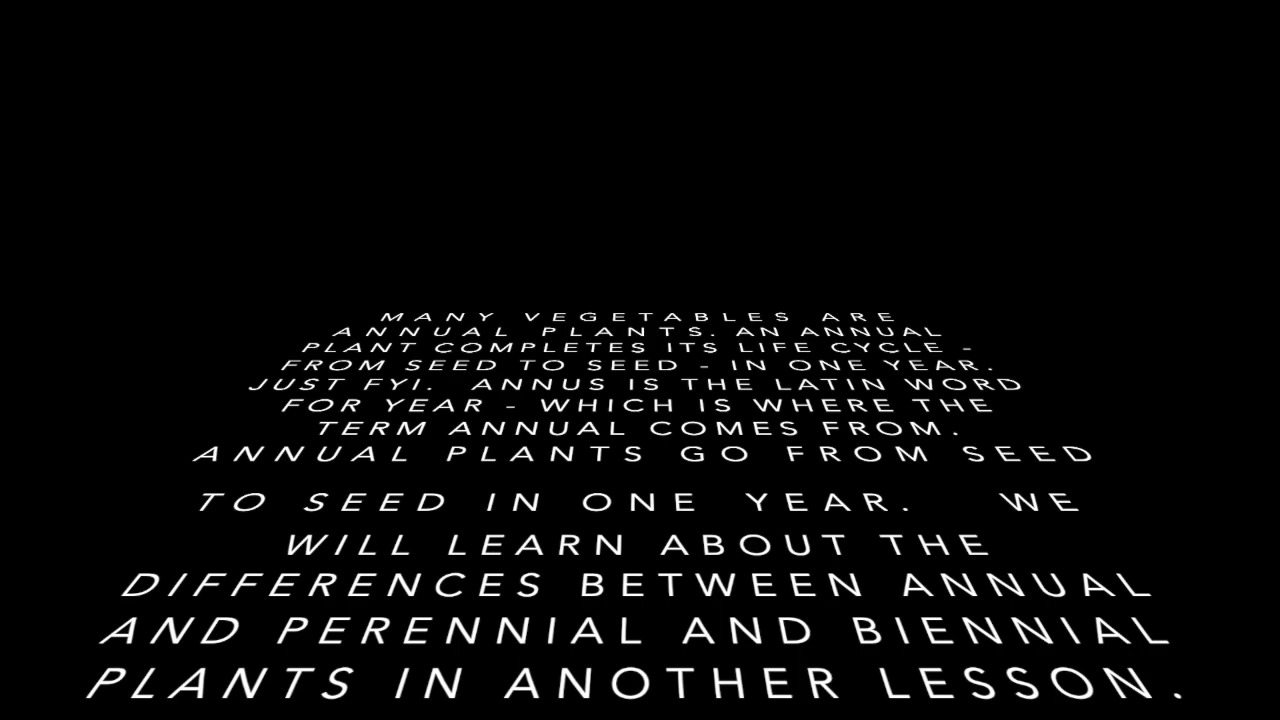 MANY VEGETABLES ARE
ANNUAL PLANTS. AN ANNUAL
PLANT COMPLETES ITS LIFE CYCLE -
FROM SEED TO SEED - IN ONE YEAR.
JUST FYI. ANNUS IS THE LATIN WORD
FOR YEAR - WHICH IS WHERE THE
TERM ANNUAL COMES FROM.
ANNUAL PLANTS GO FROM SEED
TO SEED IN ONE YEAR. WE
WILL LEARN ABOUT THE
DIFFERENCES BETWEEN ANNUAL
AND PERENNIAL AND BIENNIAL
PLANTS IN ANOTHER LESSON.